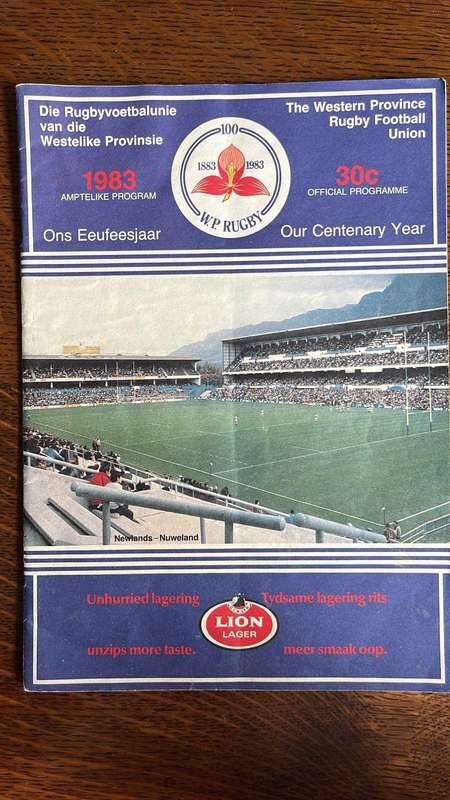 Die Rugbyvoetbalunie
van die
Westelike Provinsie
1983
AMPTELIKE PROGRAM
Ons Eeufeesjaar
100
1883 1983
W.P. RUGBY
The Western Province
Rugby Football
Union
30c
OFFICIAL PROGRAMME
Our Centenary Year
Newlands – Nuweland
Unhurried lagering
unzips more taste.
LION
LAGER
Tydsame lagering rits
meer smaak oop.